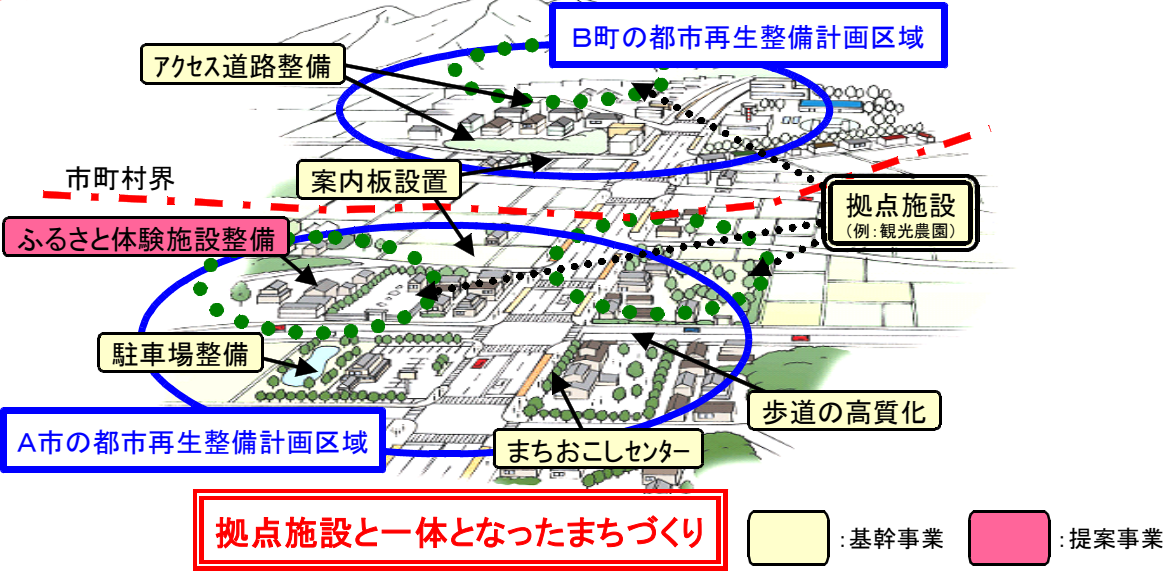 B町の都市再生整備計画区域
アクセス道路整備
案内板設置
市町村界
拠点施設
(例:観光農園)
ふるさと体験施設整備
駐車場整備
歩道の高質化
A市の都市再生整備計画区域
まちおこしセンター
拠点施設と一体となったまちづくり
:基幹事業
:提案事業